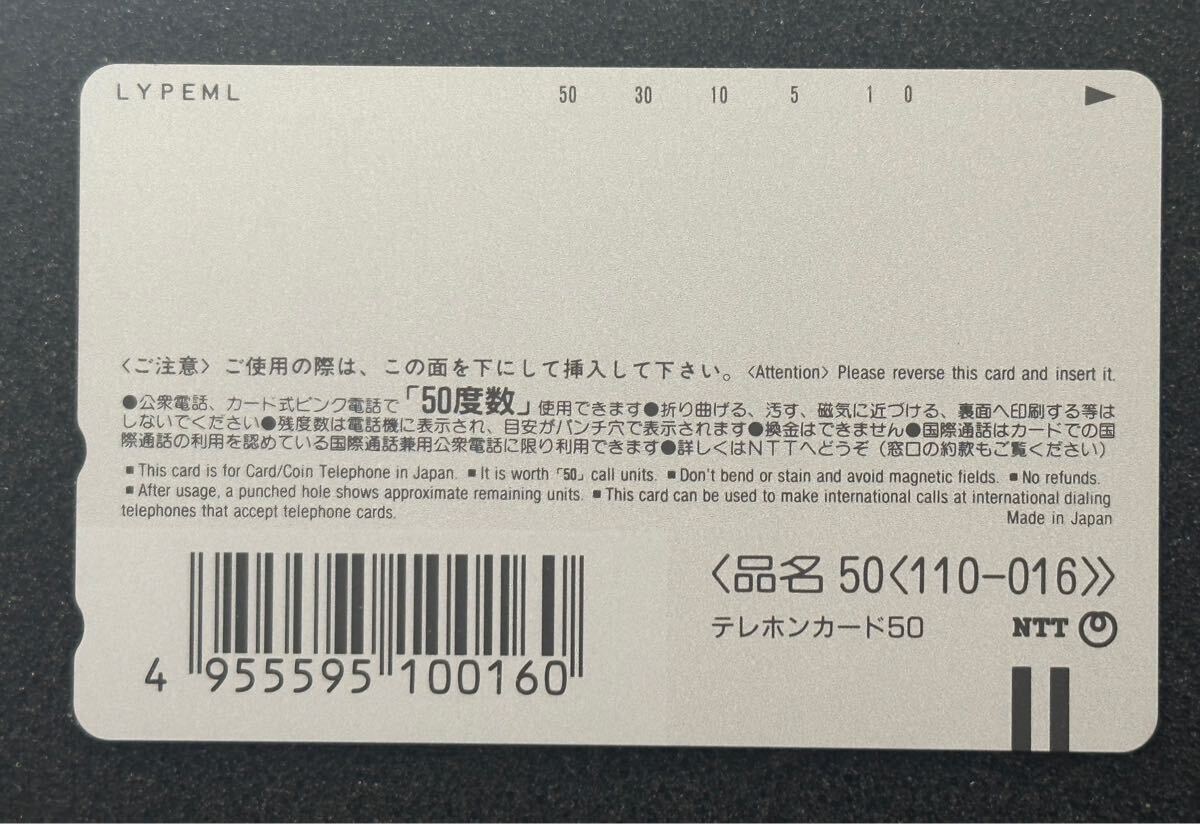 LYPEML 50 30 10 5 1 0 ▶
〈ご注意〉ご使用の際は、この面を下にして挿入して下さい。〈Attention〉Please reverse this card and insert it.
●公衆電話、カード式ピンク電話で「50度数」使用できます●折り曲げる、汚す、磁気に近づける、裏面へ印刷する等は
しないでください●残度数は電話機に表示され、目安がパンチ穴で表示されます●換金はできません●国際通話はカードでの国
際通話の利用を認めている国際通話兼用公衆電話に限り利用できます●詳しくはNTTへどうぞ(窓口の約款もご覧ください)
■This card is for Card/Coin Telephone in Japan. ■It is worth「50」call units. ■Don't bend or stain and avoid magnetic fields. ■No refunds.
■After usage, a punched hole shows approximate remaining units. ■This card can be used to make international calls at international dialing
telephones that accept telephone cards.
Made in Japan
〈品名 50〈110-016〉〉
テレホンカード50 NTT
4 955595 100160